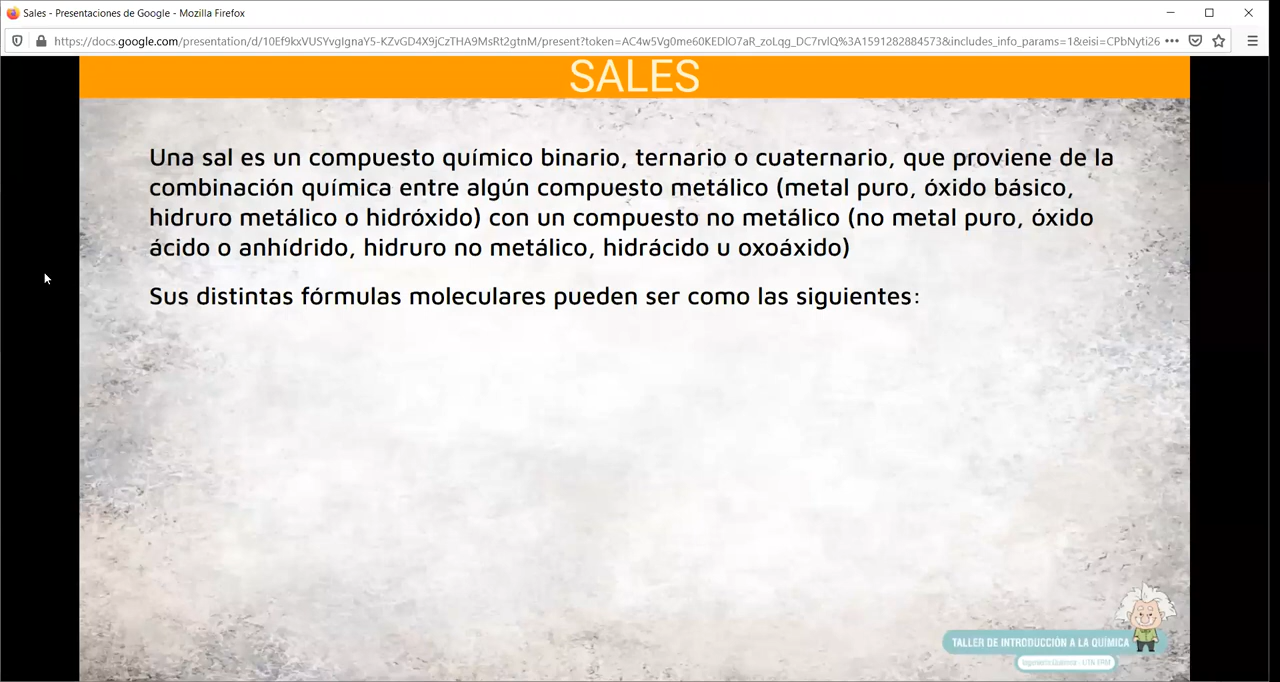 Sales - Presentaciones de Google - Mozilla Firefox
https://docs.google.com/presentation/d/10Ef9kxVUSYvgIgnaY5-KZvGD4X9jCzTHA9MsRt2gtnM/present?token=AC4w5Vg0me60KEDlO7aR_zoLqg_DC7rvlQ%3A1591282884573&includes_info_params=1&eisi=CPbNyti26
SALES
Una sal es un compuesto químico binario, ternario o cuaternario, que proviene de la
combinación química entre algún compuesto metálico (metal puro, óxido básico,
hidruro metálico o hidróxido) con un compuesto no metálico (no metal puro, óxido
ácido o anhídrido, hidruro no metálico, hidrácido u oxoáxido)
Sus distintas fórmulas moleculares pueden ser como las siguientes:
TALLER DE INTRODUCCIÓN A LA QUÍMICA
Ingeniería Química - UTN FRM